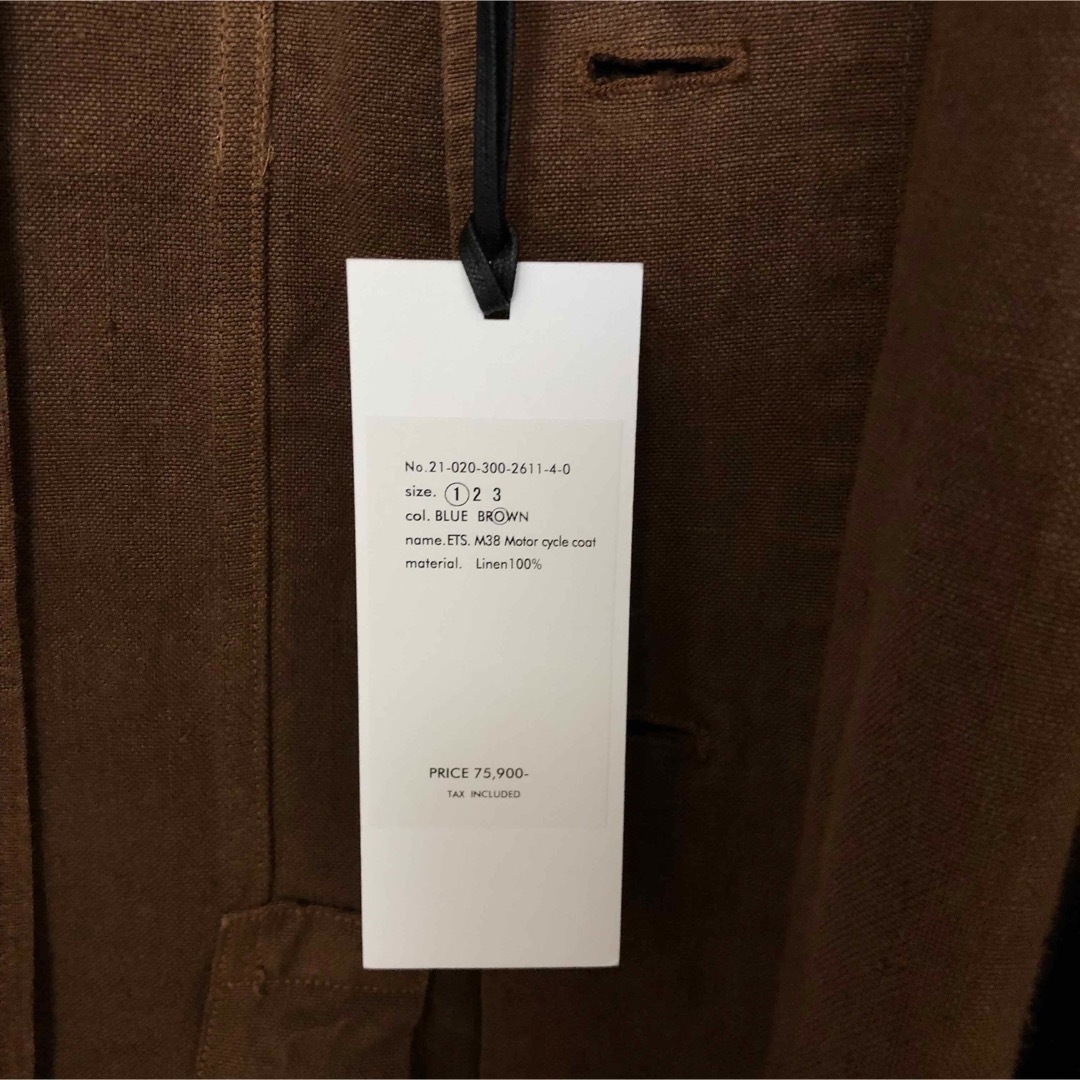 No.21-020-300-2611-4-0
size. 1 2 3
col. BLUE BROWN
name. ETS. M38 Motor cycle coat
material. Linen100%
PRICE 75,900-
TAX INCLUDED